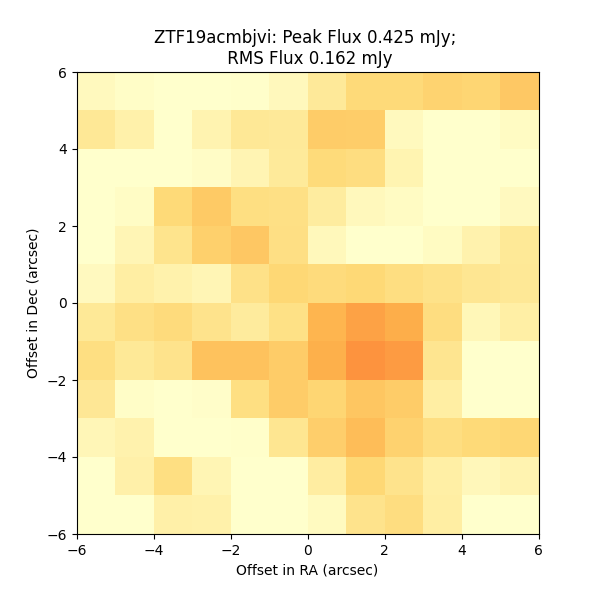 ZTF19acmbjvi: Peak Flux 0.425 mJy;
RMS Flux 0.162 mJy
6
4
2
0
−2
−4
−6
Offset in Dec (arcsec)
−6 −4 −2 0 2 4 6
Offset in RA (arcsec)